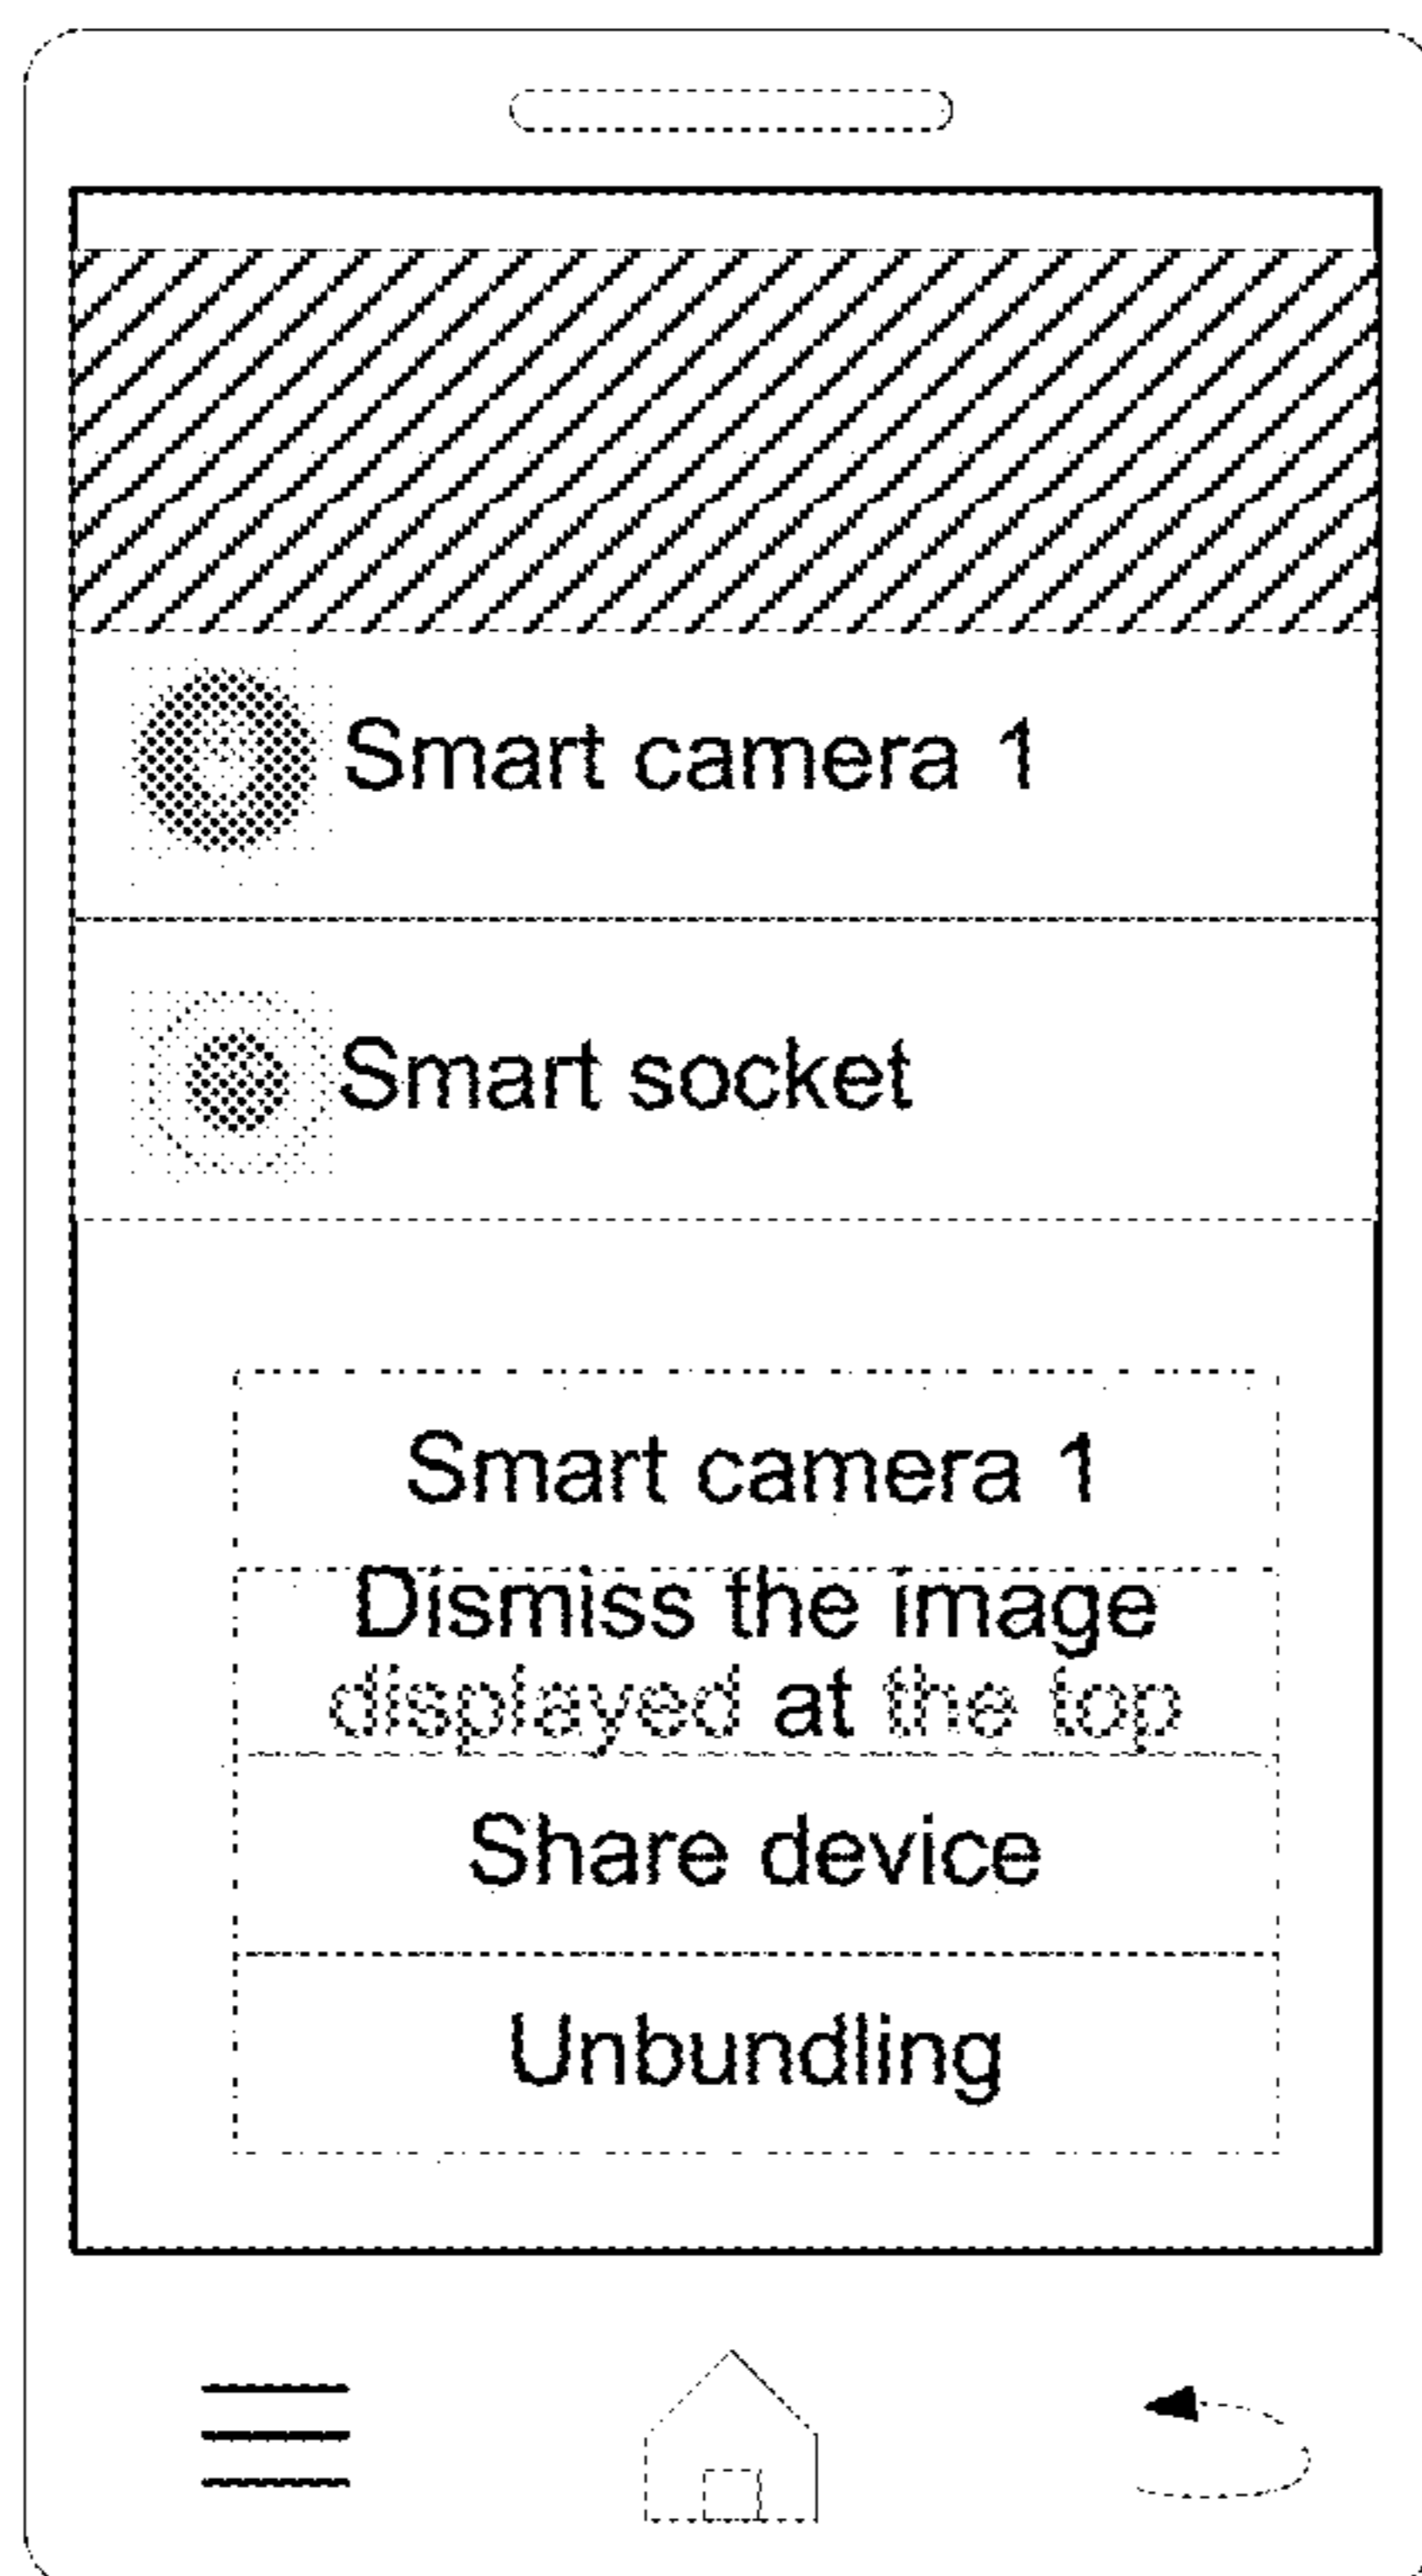 Smart camera 1
Smart socket
Smart camera 1
Dismiss the image
displayed at the top
Share device
Unbundling